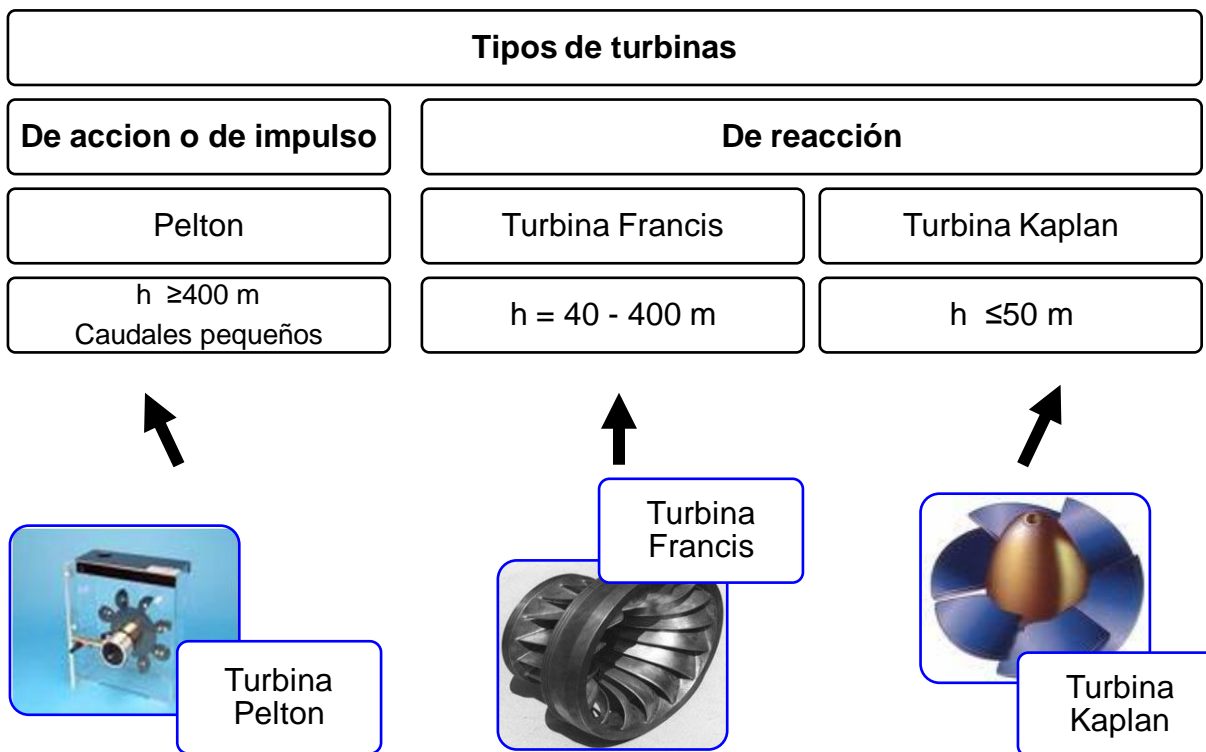 Tipos de turbinas
De accion o de impulso
De reacción
Pelton
Turbina Francis
Turbina Kaplan
h ≥400 m
Caudales pequeños
h = 40 - 400 m
h ≤50 m
Turbina
Pelton
Turbina
Francis
Turbina
Kaplan